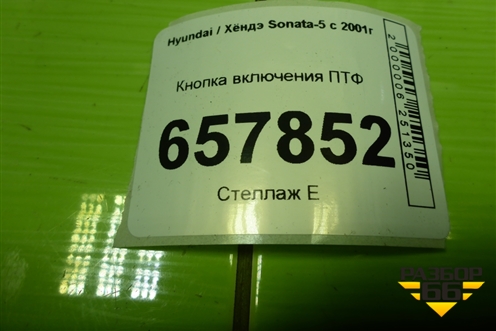 Hyundai / Хёндэ Sonata-5 с 2001г
Кнопка включения ПТФ
657852
Стеллаж Е
2000006251350
РАЗБОР
66